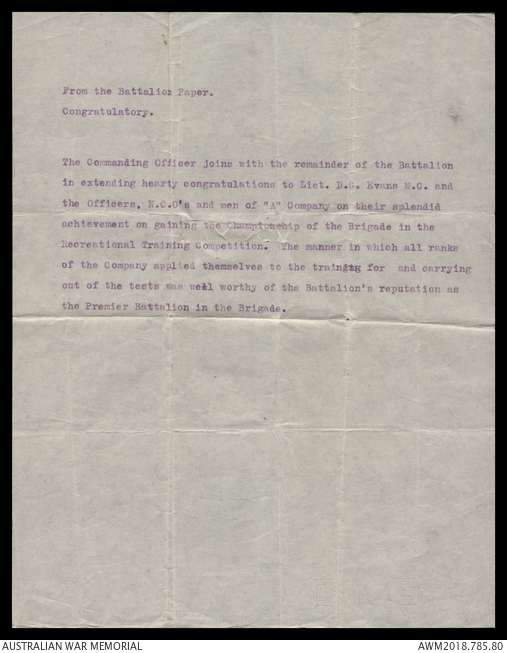 From the Battalion Paper.
Congratulatory.
The Commanding Officer joins with the remainder of the Battalion
in extending hearty congratulations to Liet. D.G. Evans M.C. and
the Officers, N.C.O's and men of "A" Company on their splendid
achievement on gaining the Championship of the Brigade in the
Recreational Training Competition. The manner in which all ranks
of the Company applied themselves to the training for and carrying
out of the tests was well worthy of the Battalion's reputation as
the Premier Battalion in the Brigade.
AUSTRALIAN WAR MEMORIAL
AWM2018.785.80